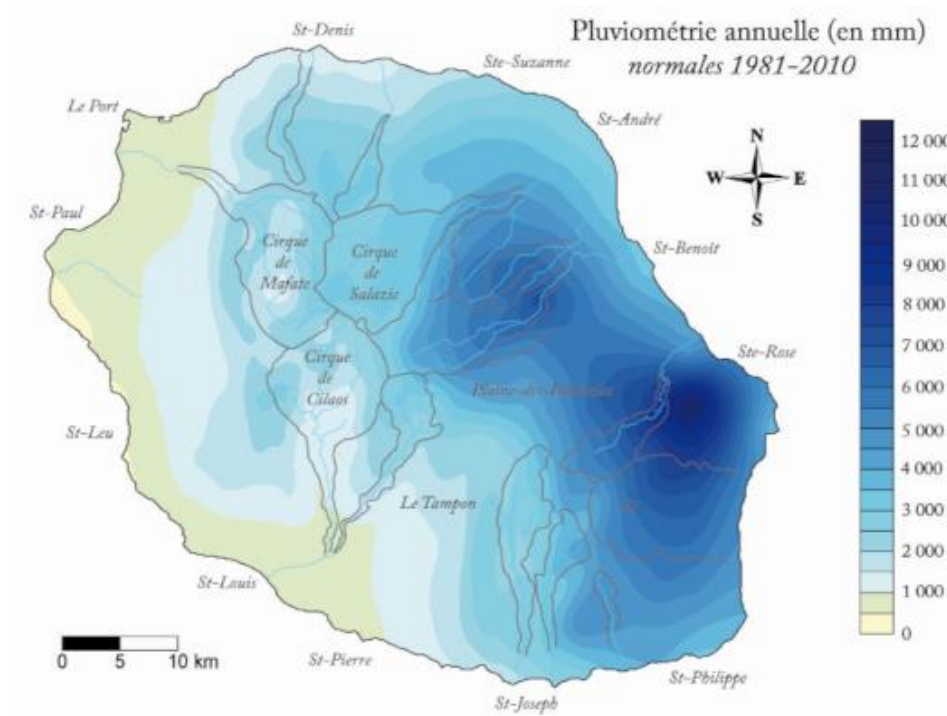 Pluviométrie annuelle (en mm)
normales 1981-2010
St-Denis
Ste-Suzanne
Le Port
St-André
N
W
E
S
St-Paul
Cirque
de
Mafate
Cirque
de
Salazie
St-Benoît
Cirque
de
Cilaos
Ste-Rose
St-Leu
Le Tampon
St-Louis
St-Pierre
St-Joseph
St-Philippe
0
5
10 km
12 000
11 000
10 000
9 000
8 000
7 000
6 000
5 000
4 000
3 000
2 000
1 000
0